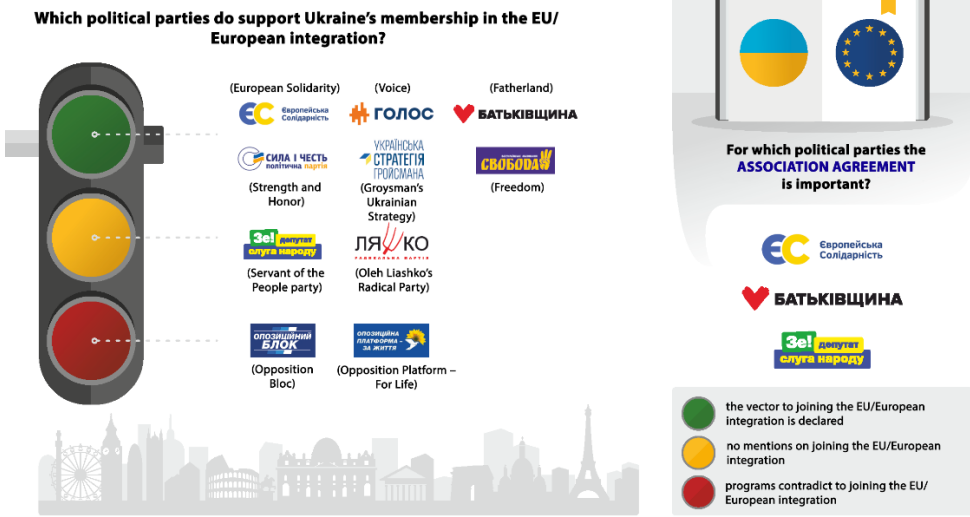 Which political parties do support Ukraine's membership in the EU/
European integration?
(European Solidarity)
ЄС Європейська
Солідарність
(Voice)
ГОЛОС
(Fatherland)
БАТЬКІВЩИНА
СИЛА І ЧЕСТЬ
політична партія
(Strength and
Honor)
УКРАЇНСЬКА
СТРАТЕГІЯ
ГРОЙСМАНА
(Groysman's
Ukrainian
Strategy)
СВОБОДА
(Freedom)
Зе! депутат
слуга народу
(Servant of the
People party)
ЛЯШКО
РАДИКАЛЬНА ПАРТІЯ
(Oleh Liashko's
Radical Party)
ОПОЗИЦІЙНИЙ
БЛОК
(Opposition
Bloc)
ОПОЗИЦІЙНА
ПЛАТФОРМА -
ЗА ЖИТТЯ
(Opposition Platform –
For Life)
For which political parties the
ASSOCIATION AGREEMENT
is important?
ЄС Європейська
Солідарність
БАТЬКІВЩИНА
Зе! депутат
слуга народу
the vector to joining the EU/European
integration is declared
no mentions on joining the EU/European
integration
programs contradict to joining the EU/
European integration